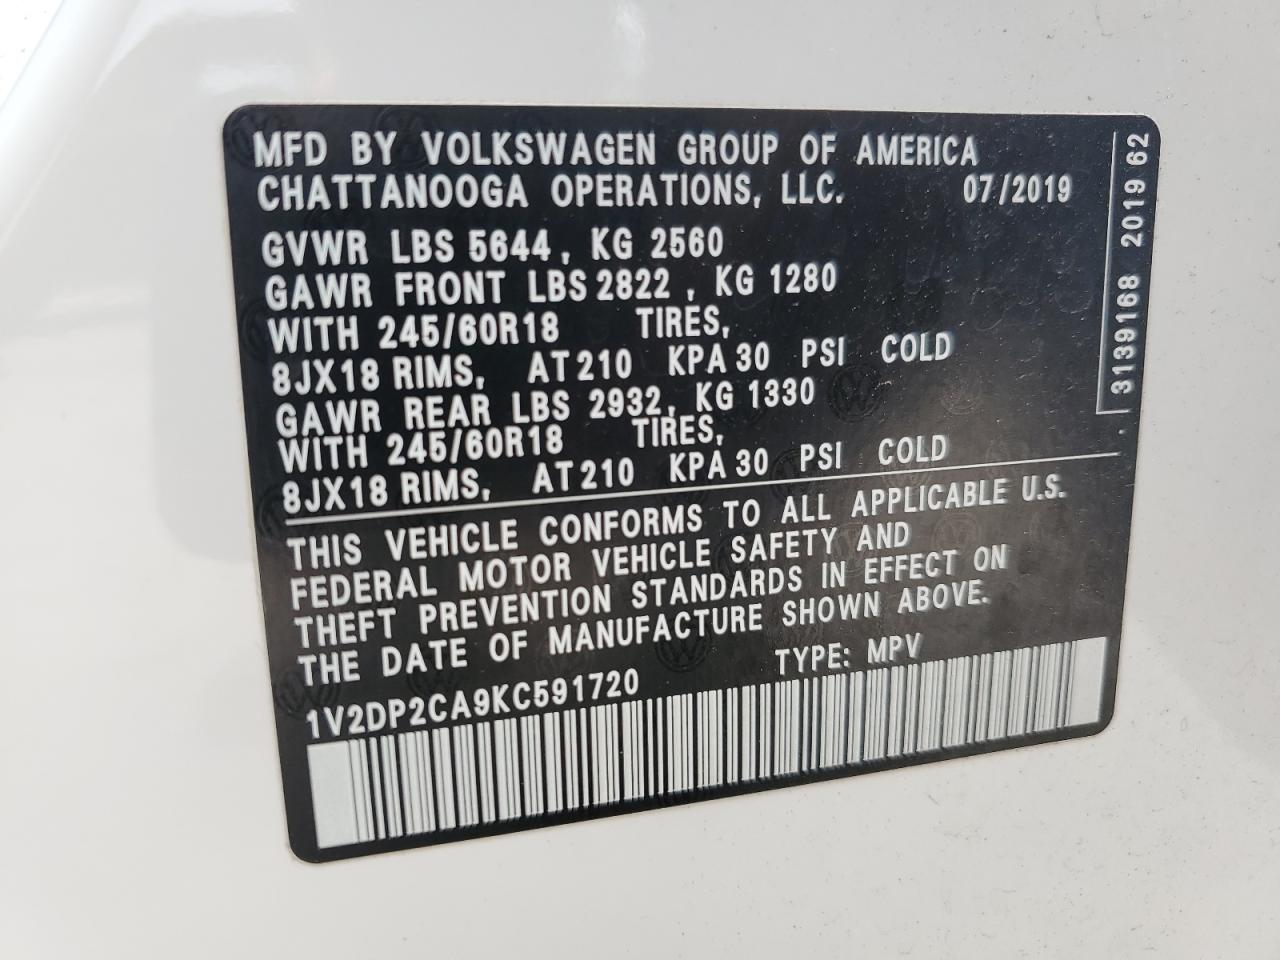 MFD BY VOLKSWAGEN GROUP OF AMERICA
CHATTANOOGA OPERATIONS, LLC. 07/2019
GVWR LBS 5644, KG 2560
GAWR FRONT LBS 2822, KG 1280
WITH 245/60R18 TIRES,
8JX18 RIMS, AT 210 KPA 30 PSI COLD
GAWR REAR LBS 2932, KG 1330
WITH 245/60R18 TIRES,
8JX18 RIMS, AT 210 KPA 30 PSI COLD
THIS VEHICLE CONFORMS TO ALL APPLICABLE U.S.
FEDERAL MOTOR VEHICLE SAFETY AND
THEFT PREVENTION STANDARDS IN EFFECT ON
THE DATE OF MANUFACTURE SHOWN ABOVE.
1V2DP2CA9KC591720 TYPE: MPV
3139168 2019 62